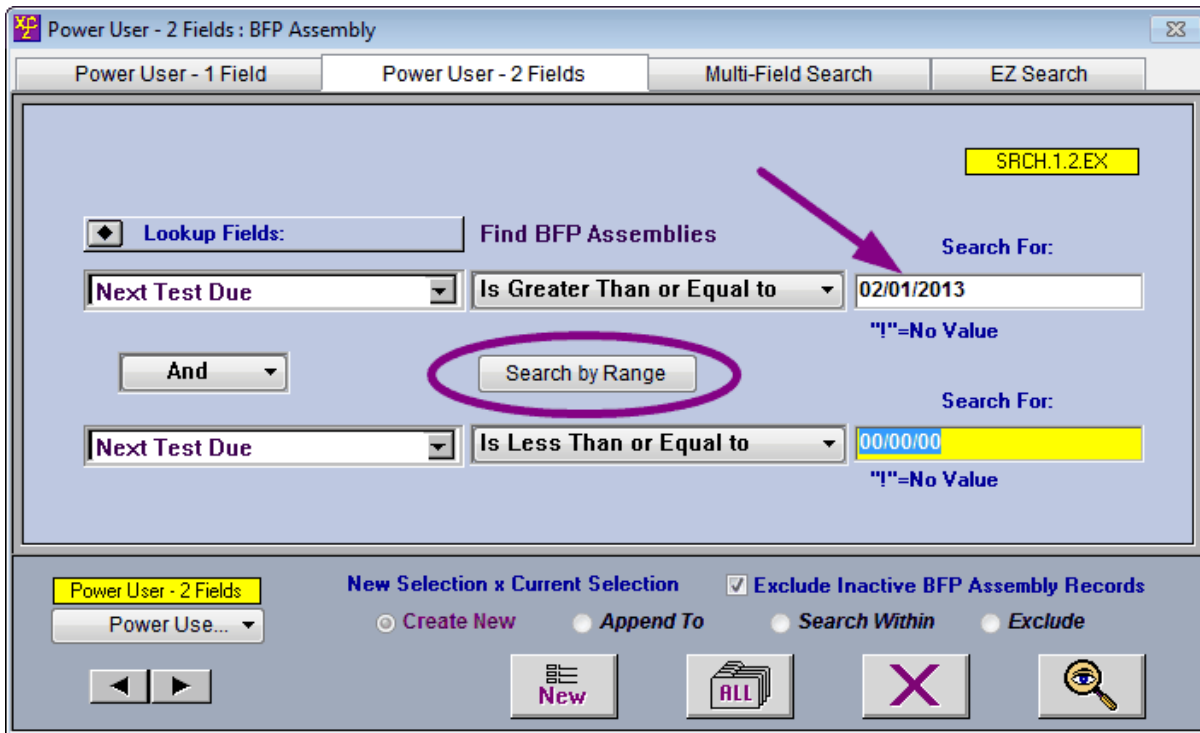 Power User - 2 Fields : BFP Assembly
Power User - 1 Field
Power User - 2 Fields
Multi-Field Search
EZ Search
SRCH.1.2.EX
Lookup Fields:
Find BFP Assemblies
Search For:
Next Test Due
Is Greater Than or Equal to
02/01/2013
"!"=No Value
And
Search by Range
Search For:
Next Test Due
Is Less Than or Equal to
00/00/00
"!"=No Value
Power User - 2 Fields
New Selection x Current Selection
Exclude Inactive BFP Assembly Records
Power Use...
Create New
Append To
Search Within
Exclude
New
ALL